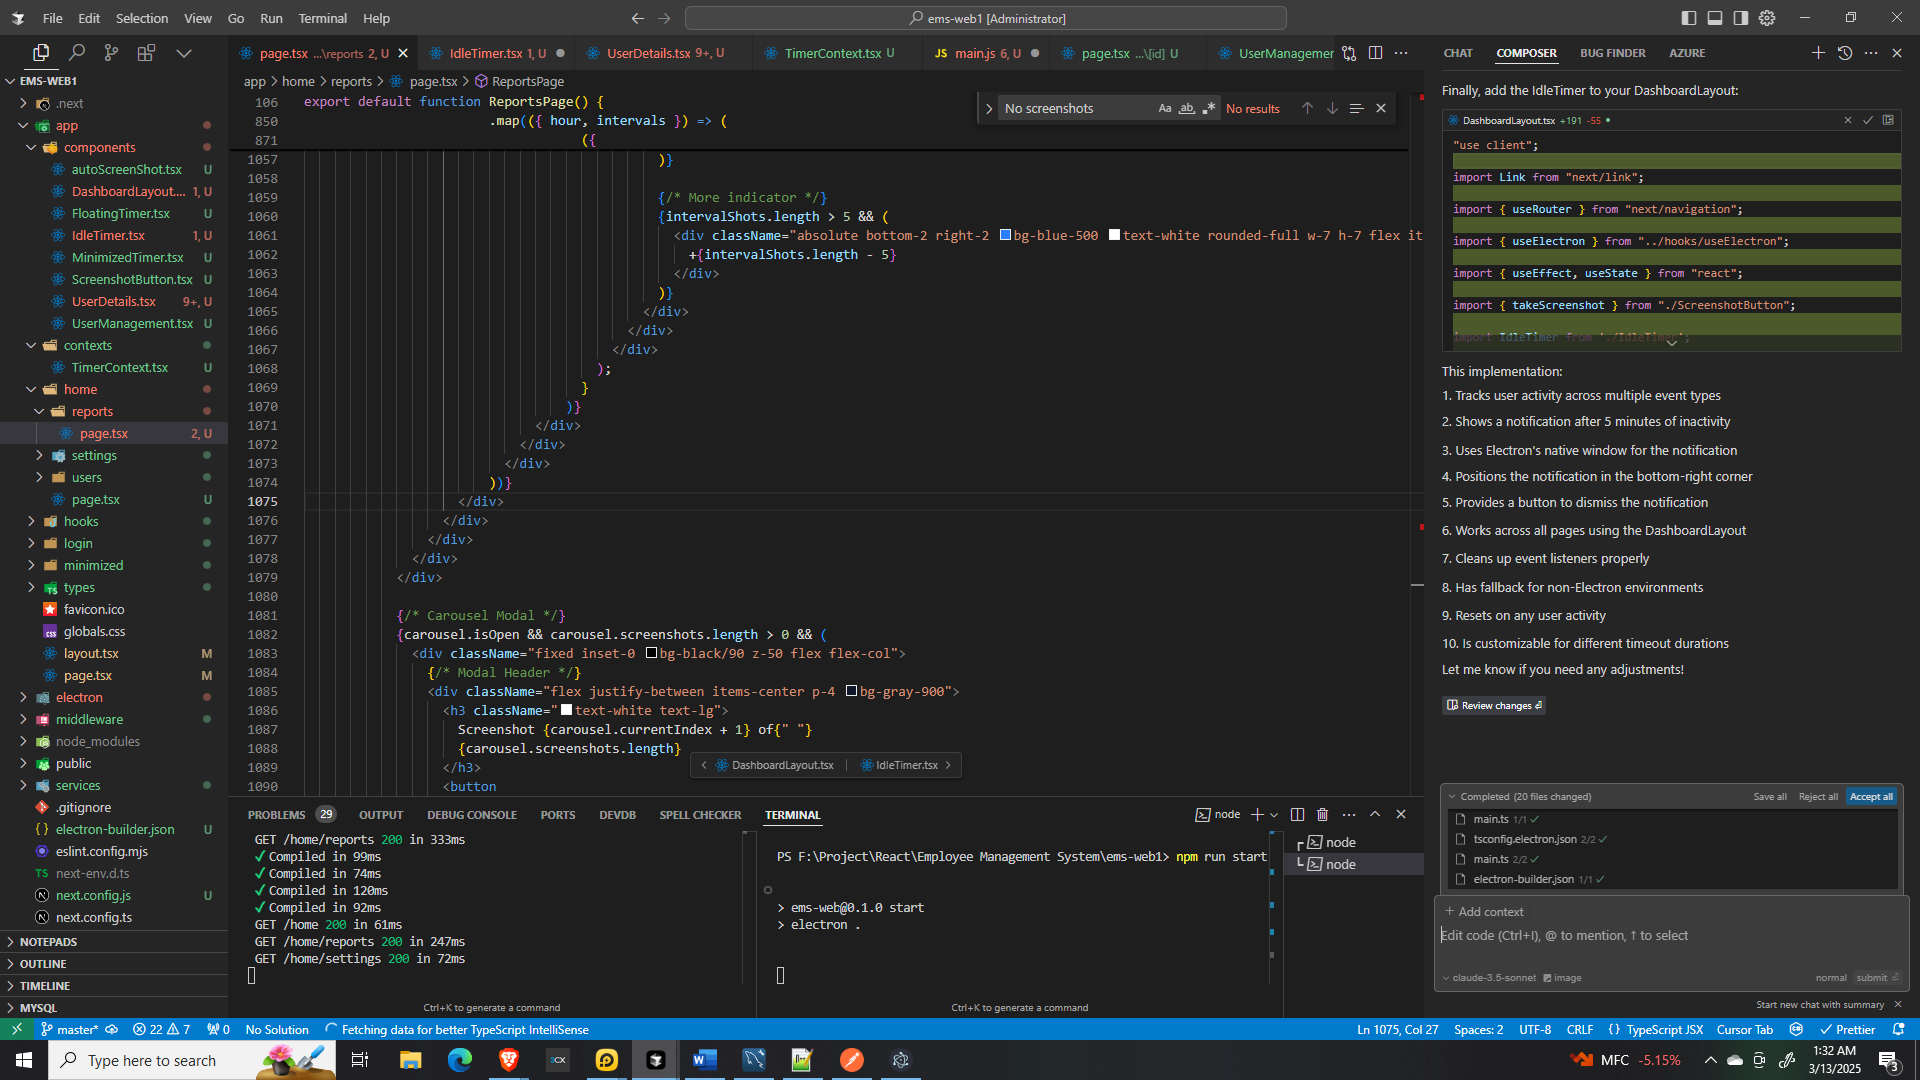 File Edit Selection View Go Run Terminal Help
ems-web1 [Administrator]
page.tsx ...\reports 2, U
IdleTimer.tsx 1, U
UserDetails.tsx 9+, U
TimerContext.tsx U
JS main.js 6, U
page.tsx ...\[id] U
UserManagemer
CHAT COMPOSER BUG FINDER AZURE
EMS-WEB1
.next
app
components
autoScreenShot.tsx U
DashboardLayout.... 1, U
FloatingTimer.tsx U
IdleTimer.tsx 1, U
MinimizedTimer.tsx U
ScreenshotButton.tsx U
UserDetails.tsx 9+, U
UserManagement.tsx U
contexts
TimerContext.tsx U
home
reports
page.tsx 2, U
settings
users
page.tsx U
hooks
login
minimized
types
favicon.ico
globals.css
layout.tsx M
page.tsx M
electron
middleware
node_modules
public
services
.gitignore
electron-builder.json U
eslint.config.mjs
TS next-env.d.ts
next.config.js U
next.config.ts
NOTEPADS
OUTLINE
TIMELINE
MYSQL
app > home > reports > page.tsx > ReportsPage
No screenshots Aa ab No results
106 export default function ReportsPage() {
850 .map(({ hour, intervals }) => (
871 ({
1057 )}
1058
1059 {/* More indicator */}
1060 {intervalShots.length > 5 && (
1061 <div className="absolute bottom-2 right-2 bg-blue-500 text-white rounded-full w-7 h-7 flex it
1062 +{intervalShots.length - 5}
1063 </div>
1064 )}
1065 </div>
1066 </div>
1067 </div>
1068 );
1069 }
1070 )}
1071 </div>
1072 </div>
1073 </div>
1074 ))}
1075 </div>
1076 </div>
1077 </div>
1078 </div>
1079 </div>
1080
1081 {/* Carousel Modal */}
1082 {carousel.isOpen && carousel.screenshots.length > 0 && (
1083 <div className="fixed inset-0 bg-black/90 z-50 flex flex-col">
1084 {/* Modal Header */}
1085 <div className="flex justify-between items-center p-4 bg-gray-900">
1086 <h3 className="text-white text-lg">
1087 Screenshot {carousel.currentIndex + 1} of{" "}
1088 {carousel.screenshots.length}
1089 </h3>
1090 <button
< DashboardLayout.tsx | IdleTimer.tsx >
PROBLEMS 29 OUTPUT DEBUG CONSOLE PORTS DEVDB SPELL CHECKER TERMINAL
node
GET /home/reports 200 in 333ms
✓ Compiled in 99ms
✓ Compiled in 74ms
✓ Compiled in 120ms
✓ Compiled in 92ms
GET /home 200 in 61ms
GET /home/reports 200 in 247ms
GET /home/settings 200 in 72ms
Ctrl+K to generate a command
PS F:\Project\React\Employee Management System\ems-web1> npm run start
> ems-web@0.1.0 start
> electron .
Ctrl+K to generate a command
node
node
Finally, add the IdleTimer to your DashboardLayout:
DashboardLayout.tsx +191 -55
"use client";
import Link from "next/link";
import { useRouter } from "next/navigation";
import { useElectron } from "../hooks/useElectron";
import { useEffect, useState } from "react";
import { takeScreenshot } from "./ScreenshotButton";
import IdleTimer from './IdleTimer';
This implementation:
1. Tracks user activity across multiple event types
2. Shows a notification after 5 minutes of inactivity
3. Uses Electron's native window for the notification
4. Positions the notification in the bottom-right corner
5. Provides a button to dismiss the notification
6. Works across all pages using the DashboardLayout
7. Cleans up event listeners properly
8. Has fallback for non-Electron environments
9. Resets on any user activity
10. Is customizable for different timeout durations
Let me know if you need any adjustments!
Review changes
Completed (20 files changed) Save all Reject all Accept all
main.ts 1/1 ✓
tsconfig.electron.json 2/2 ✓
main.ts 2/2 ✓
electron-builder.json 1/1 ✓
+ Add context
Edit code (Ctrl+I), @ to mention, ↑ to select
claude-3.5-sonnet image normal submit
Start new chat with summary ×
master* 22 7 0 No Solution Fetching data for better TypeScript IntelliSense
Ln 1075, Col 27 Spaces: 2 UTF-8 CRLF {} TypeScript JSX Cursor Tab Prettier
Type here to search
MFC -5.15%
1:32 AM
3/13/2025
3